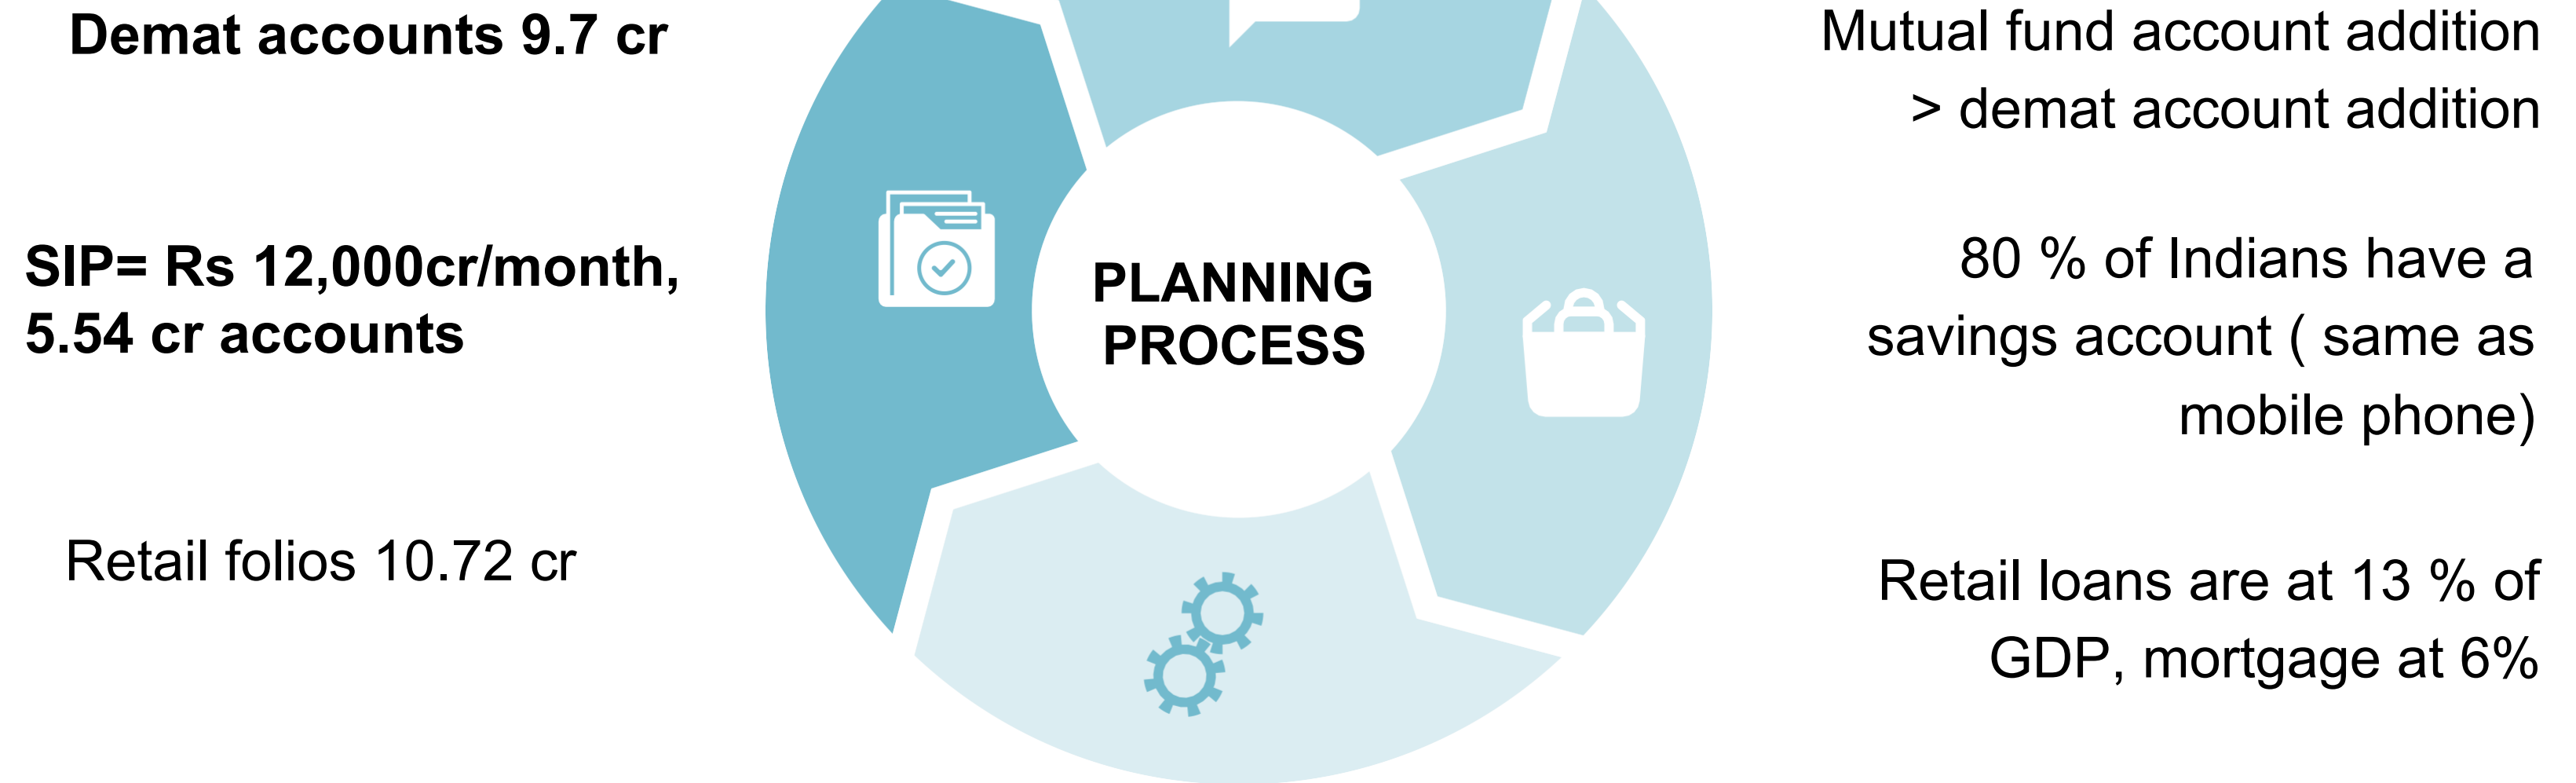 Demat accounts 9.7 cr
SIP= Rs 12,000cr/month,
5.54 cr accounts
Retail folios 10.72 cr
PLANNING
PROCESS
Mutual fund account addition
> demat account addition
80 % of Indians have a
savings account ( same as
mobile phone)
Retail loans are at 13 % of
GDP, mortgage at 6%